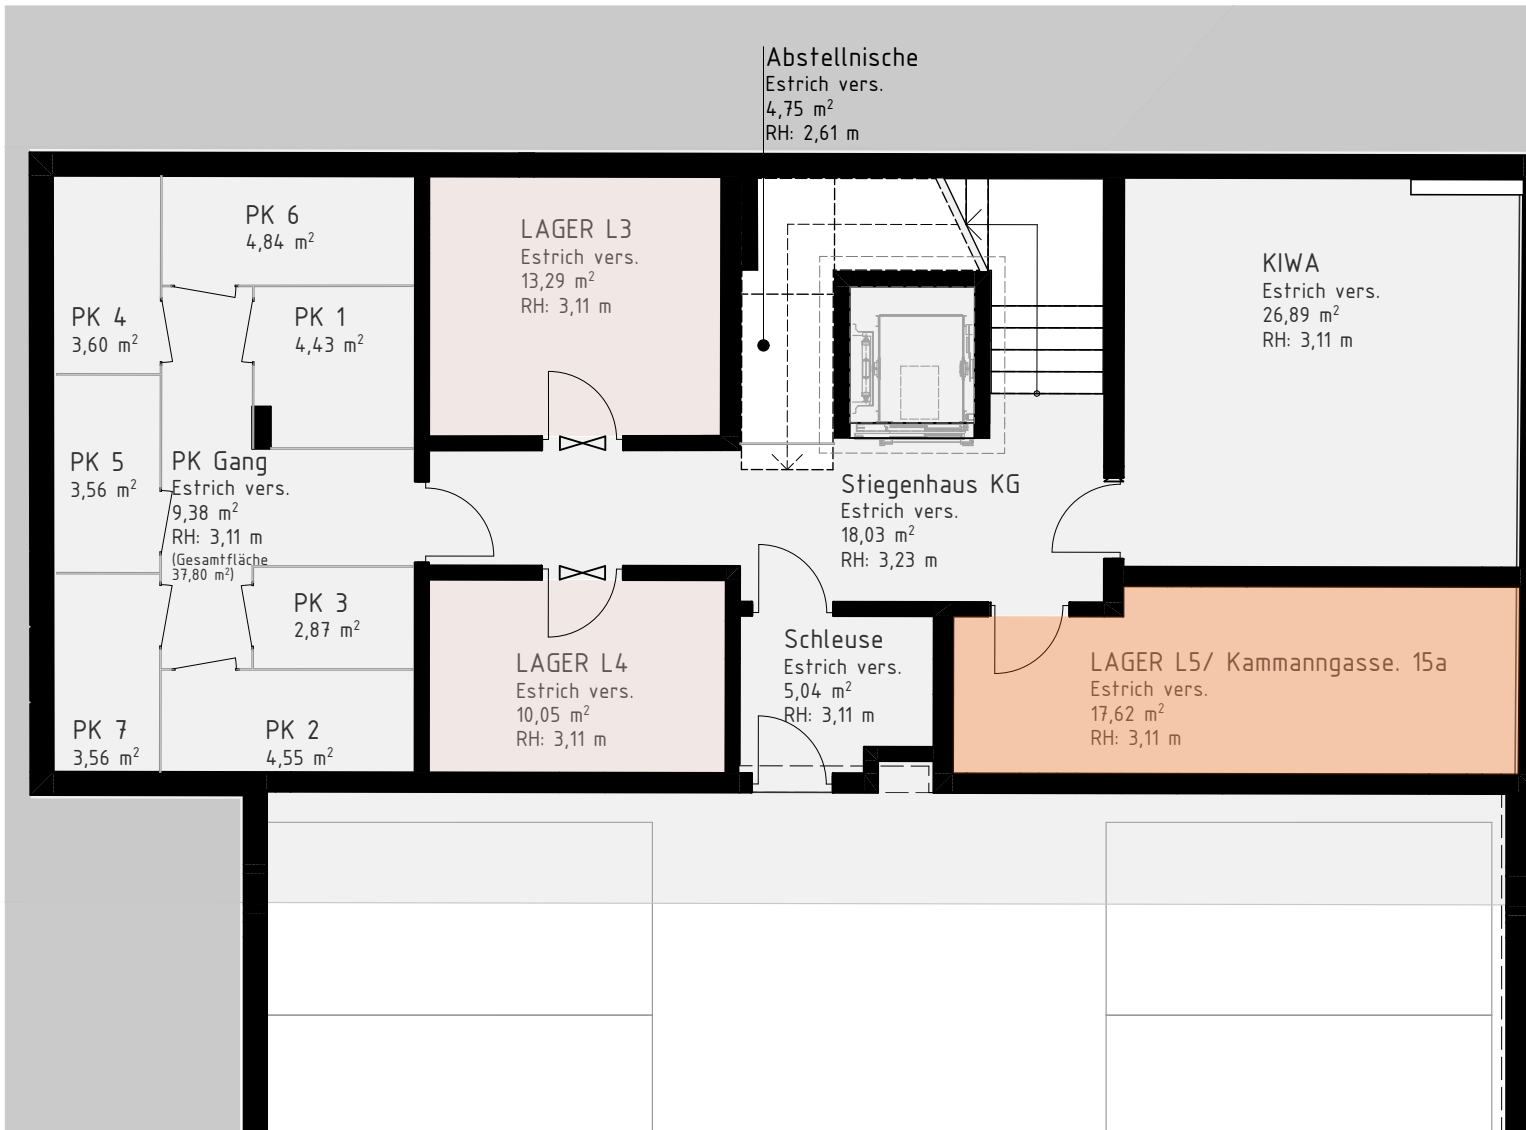 Abstellnische
Estrich vers.
4,75 m²
RH: 2,61 m
PK 6
4,84 m²
LAGER L3
Estrich vers.
13,29 m²
RH: 3,11 m
KIWA
Estrich vers.
26,89 m²
RH: 3,11 m
PK 4
3,60 m²
PK 1
4,43 m²
PK 5
3,56 m²
PK Gang
Estrich vers.
9,38 m²
RH: 3,11 m
(Gesamtfläche
37,80 m²)
Stiegenhaus KG
Estrich vers.
18,03 m²
RH: 3,23 m
PK 3
2,87 m²
LAGER L4
Estrich vers.
10,05 m²
RH: 3,11 m
Schleuse
Estrich vers.
5,04 m²
RH: 3,11 m
LAGER L5/ Kammanngasse. 15a
Estrich vers.
17,62 m²
RH: 3,11 m
PK 7
3,56 m²
PK 2
4,55 m²